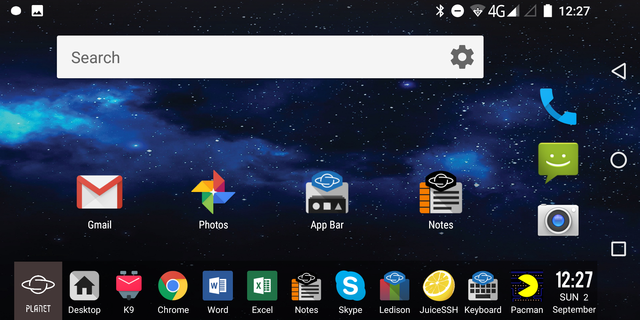 4G 12:27
Search
Gmail Photos App Bar Notes
PLANET Desktop K9 Chrome Word Excel Notes Skype Ledison JuiceSSH Keyboard Pacman
12:27
SUN 2
September